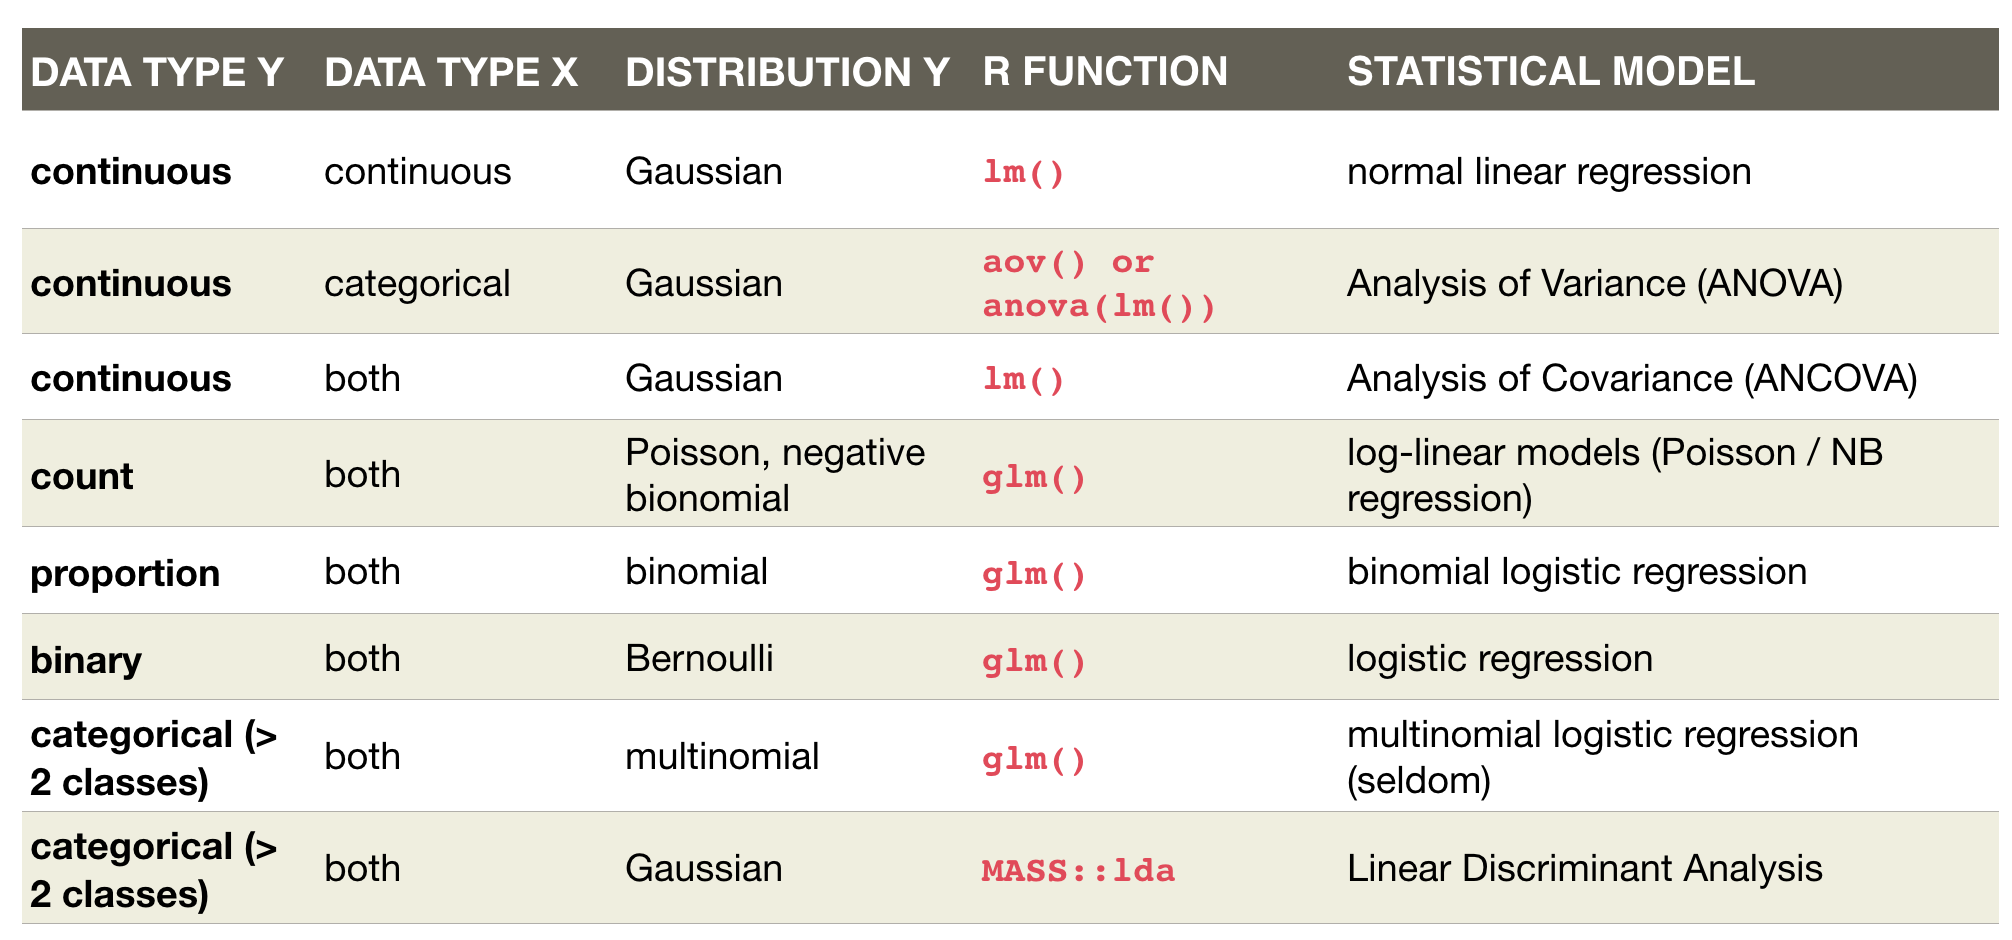 DATA TYPE Y DATA TYPE X DISTRIBUTION Y R FUNCTION STATISTICAL MODEL
continuous continuous Gaussian lm() normal linear regression
continuous categorical Gaussian aov() or anova(lm()) Analysis of Variance (ANOVA)
continuous both Gaussian lm() Analysis of Covariance (ANCOVA)
count both Poisson, negative bionomial glm() log-linear models (Poisson / NB regression)
proportion both binomial glm() binomial logistic regression
binary both Bernoulli glm() logistic regression
categorical (> 2 classes) both multinomial glm() multinomial logistic regression (seldom)
categorical (> 2 classes) both Gaussian MASS::lda Linear Discriminant Analysis